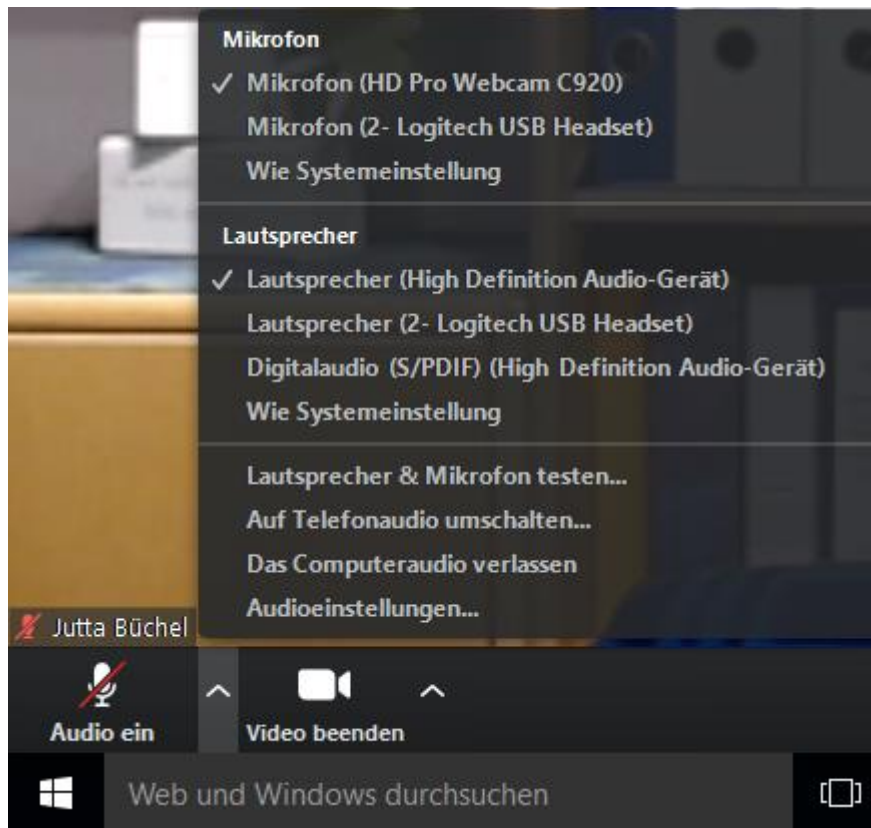 Mikrofon
Mikrofon (HD Pro Webcam C920)
Mikrofon (2- Logitech USB Headset)
Wie Systemeinstellung
Lautsprecher
Lautsprecher (High Definition Audio-Gerät)
Lautsprecher (2- Logitech USB Headset)
Digitalaudio (S/PDIF) (High Definition Audio-Gerät)
Wie Systemeinstellung
Lautsprecher & Mikrofon testen...
Auf Telefonaudio umschalten...
Das Computeraudio verlassen
Audioeinstellungen...
Jutta Büchel
Audio ein
Video beenden
Web und Windows durchsuchen